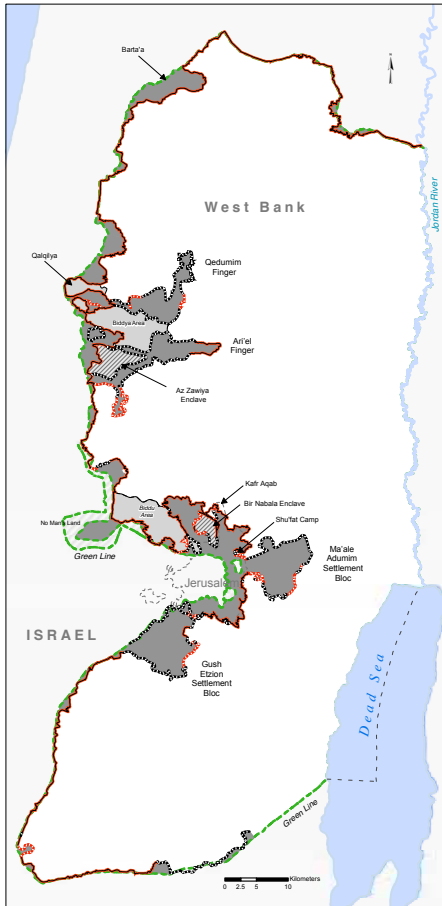 Barta'a
Jordan River
West Bank
Qalqilya
Qedumim
Finger
Biddya Area
Ari'el
Finger
Az Zawiya
Enclave
Kafr Aqab
Bir Nabala Enclave
Biddu
Area
Shu'fat Camp
No Man's Land
Green Line
Ma'ale
Adumim
Settlement
Bloc
Jerusalem
ISRAEL
Gush
Etzion
Settlement
Bloc
Dead Sea
Green Line
Kilometers
0 2.5 5 10